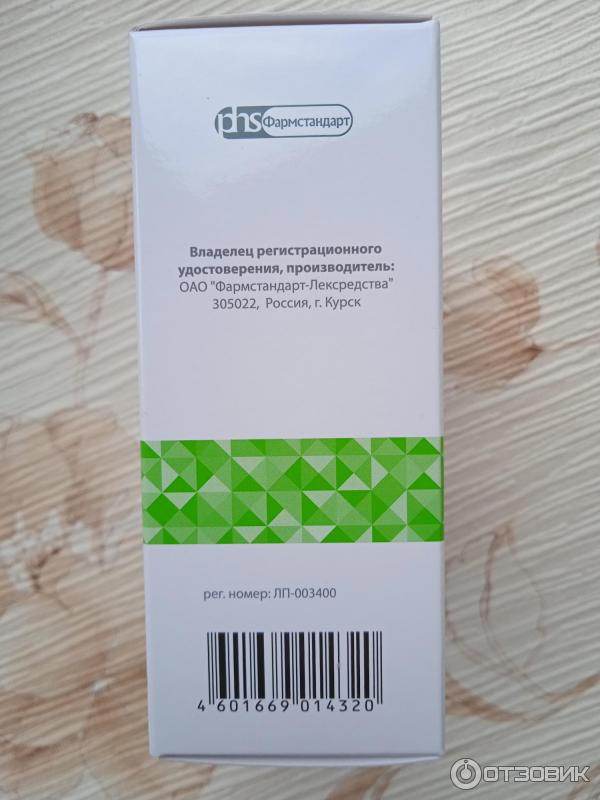 phs Фармстандарт
Владелец регистрационного
удостоверения, производитель:
ОАО "Фармстандарт-Лексредства"
305022, Россия, г. Курск
рег. номер: ЛП-003400
4 601669 014320
ОТЗОВИК